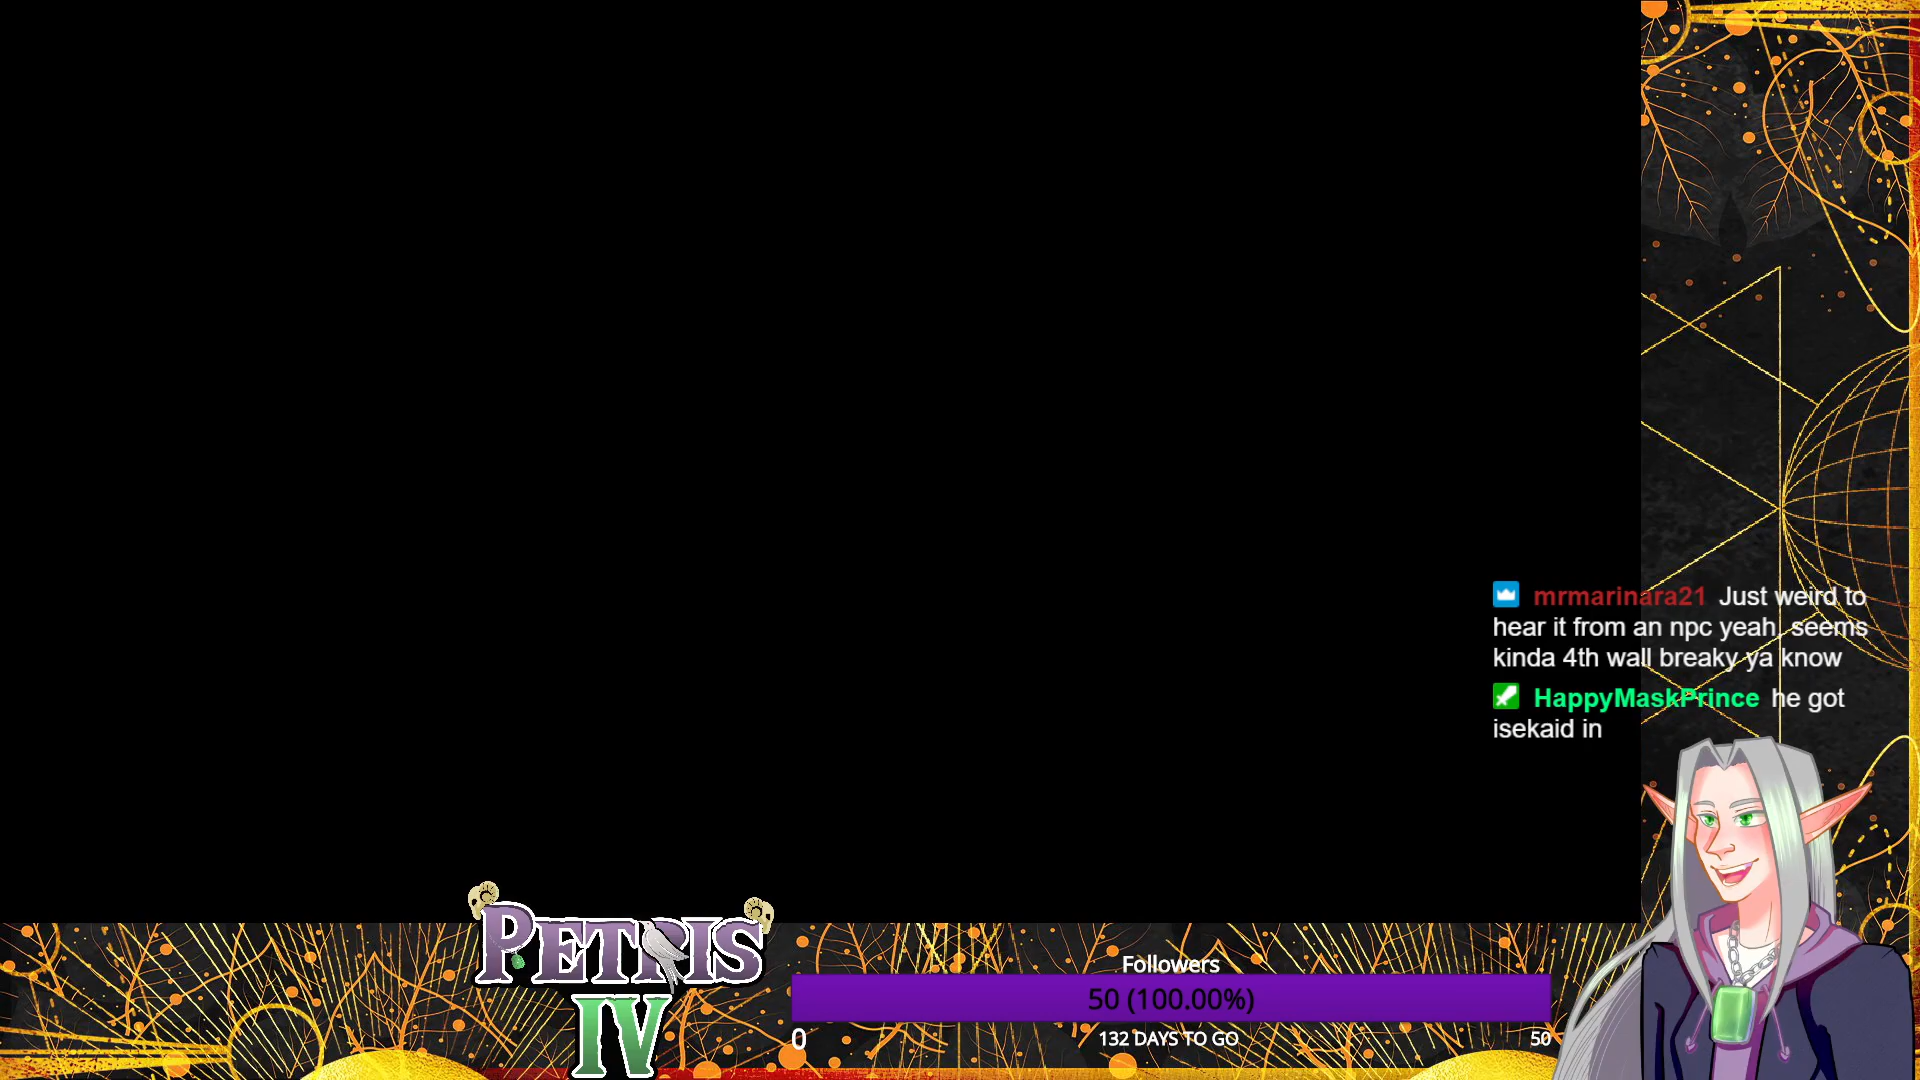 mrmarinara21 Just weird to
hear it from an npc yeah, seems
kinda 4th wall breaky ya know
HappyMaskPrince he got
isekaid in
PETRIS
IV
Followers
50 (100.00%)
0
132 DAYS TO GO
50